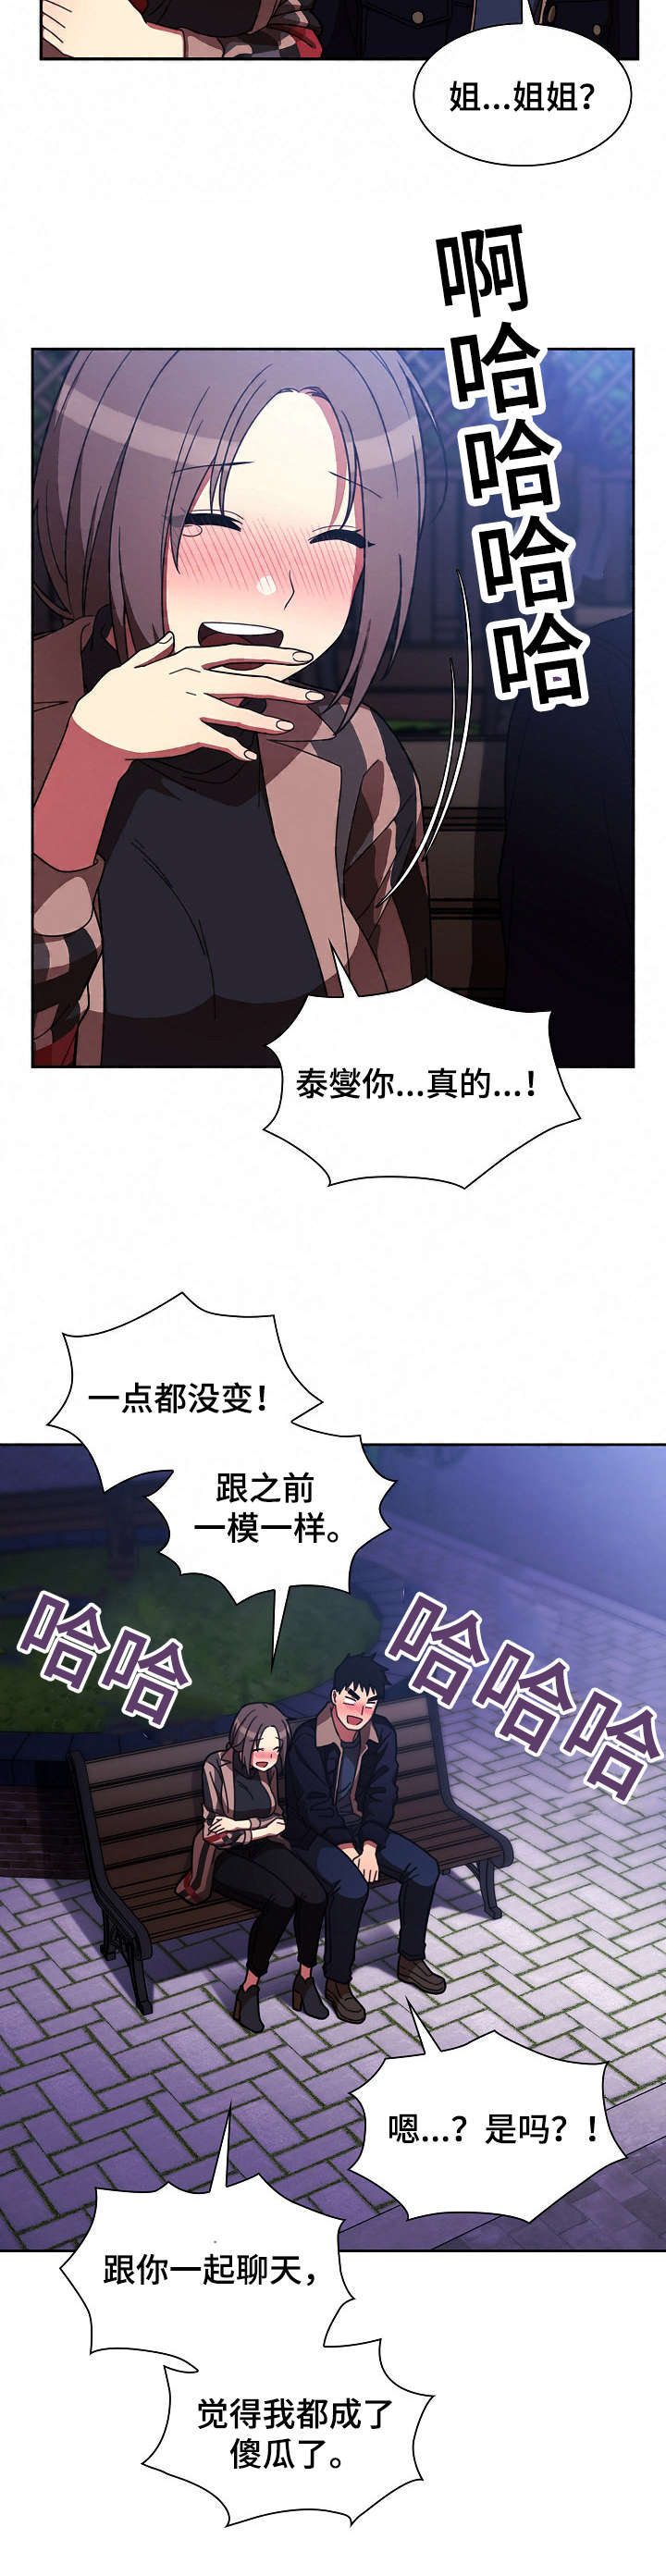 姐…姐姐？
啊
哈
哈
哈
哈
泰燮你…真的…！
一点都没变！
跟之前
一模一样。
哈哈
哈哈哈
嗯…？是吗？！
跟你一起聊天，
觉得我都成了
傻瓜了。